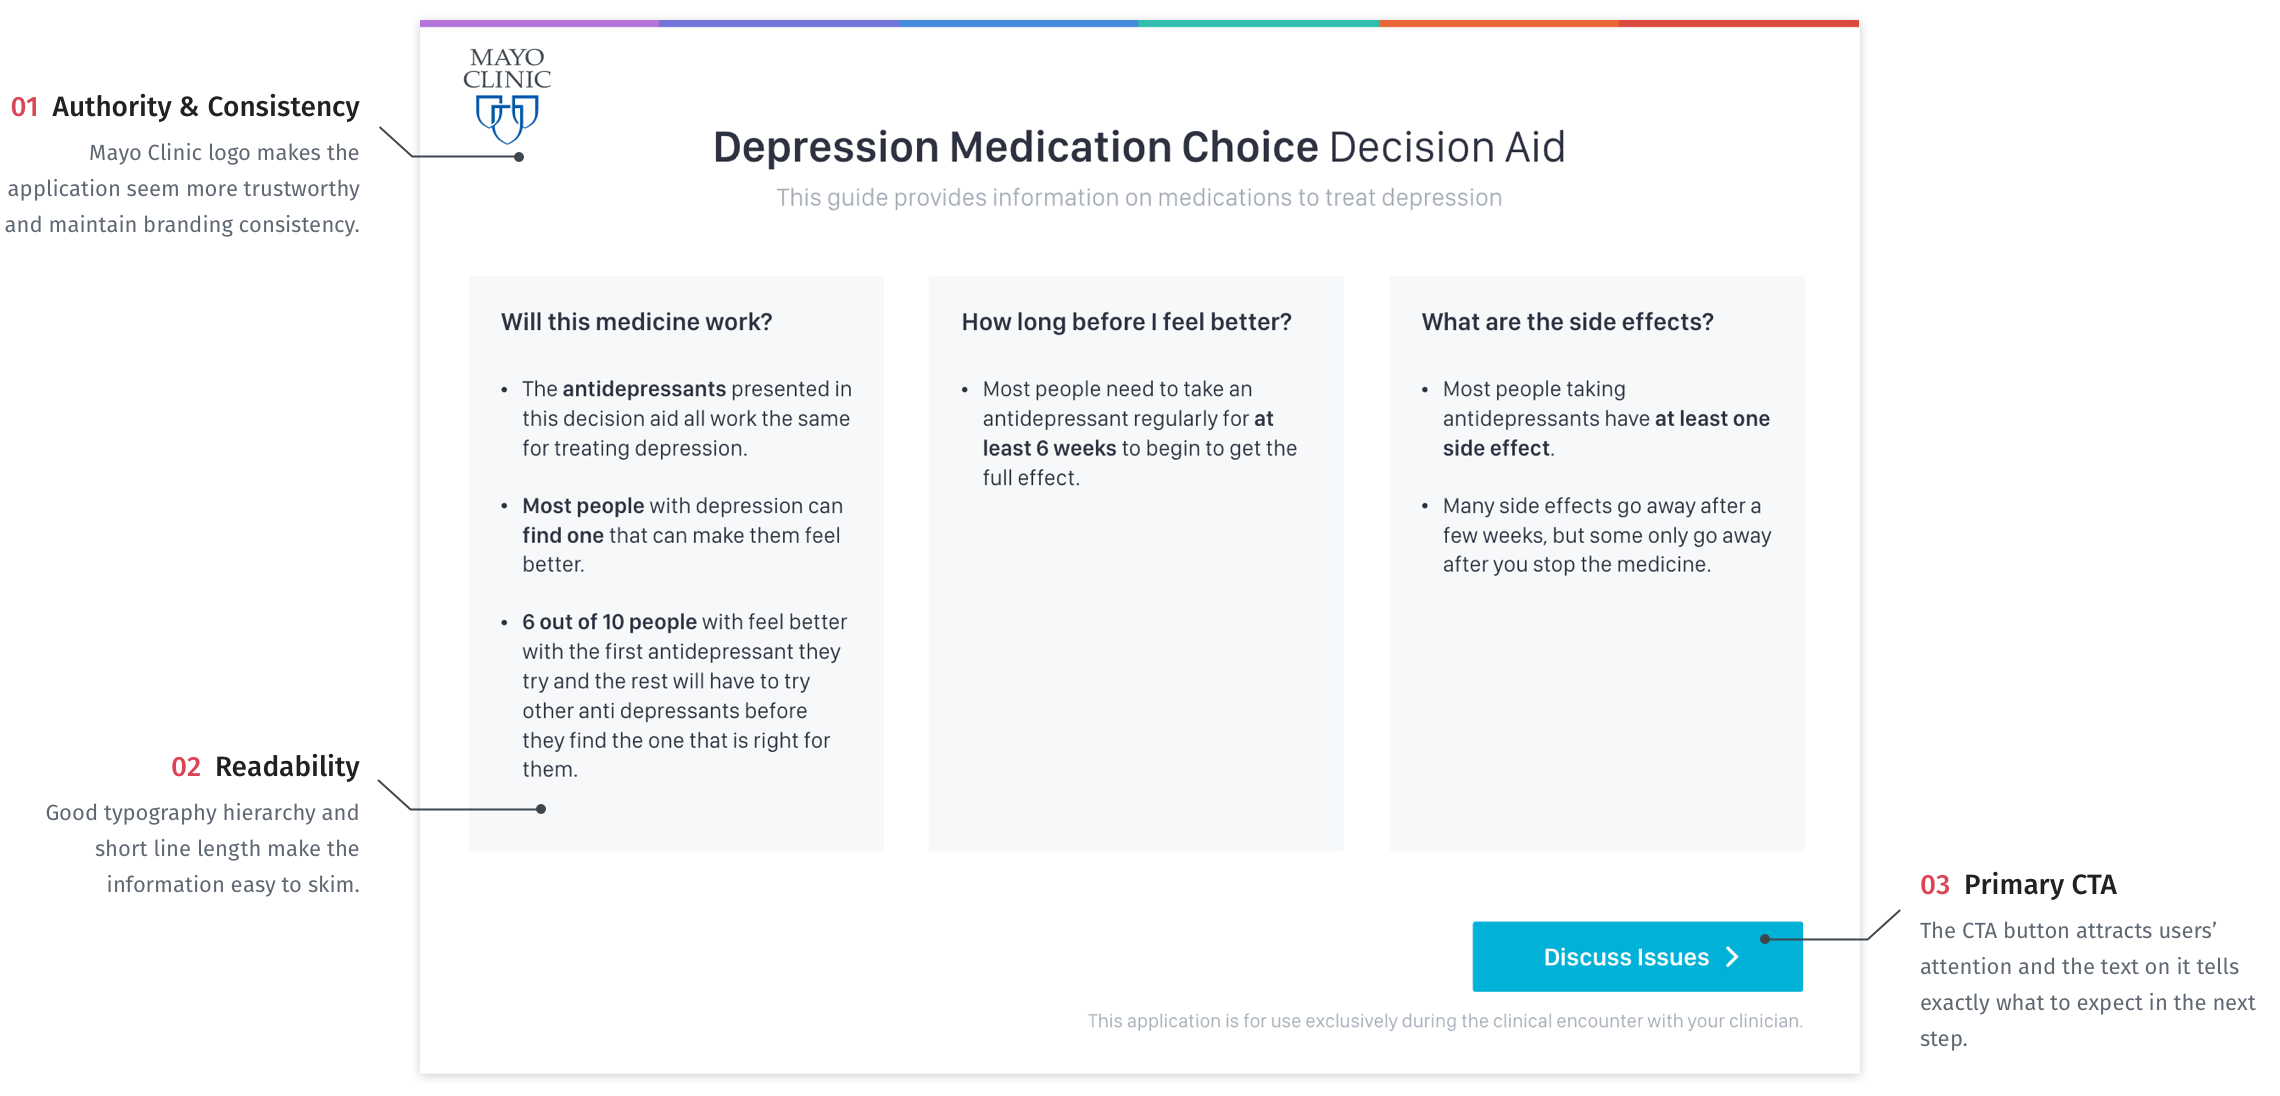 MAYO
CLINIC
01 Authority & Consistency
Mayo Clinic logo makes the
application seem more trustworthy
and maintain branding consistency.
Depression Medication Choice Decision Aid
This guide provides information on medications to treat depression
Will this medicine work?
• The antidepressants presented in
this decision aid all work the same
for treating depression.
• Most people with depression can
find one that can make them feel
better.
• 6 out of 10 people with feel better
with the first antidepressant they
try and the rest will have to try
other anti depressants before
they find the one that is right for
them.
How long before I feel better?
• Most people need to take an
antidepressant regularly for at
least 6 weeks to begin to get the
full effect.
What are the side effects?
• Most people taking
antidepressants have at least one
side effect.
• Many side effects go away after a
few weeks, but some only go away
after you stop the medicine.
02 Readability
Good typography hierarchy and
short line length make the
information easy to skim.
Discuss Issues
This application is for use exclusively during the clinical encounter with your clinician.
03 Primary CTA
The CTA button attracts users’
attention and the text on it tells
exactly what to expect in the next
step.